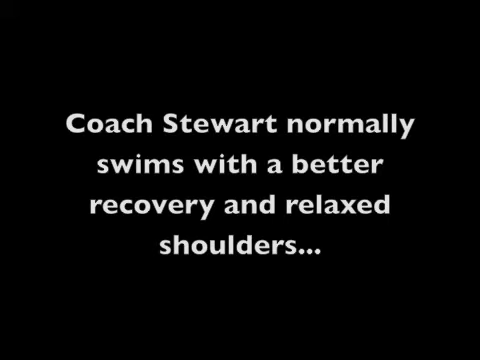 Coach Stewart normally
swims with a better
recovery and relaxed
shoulders...